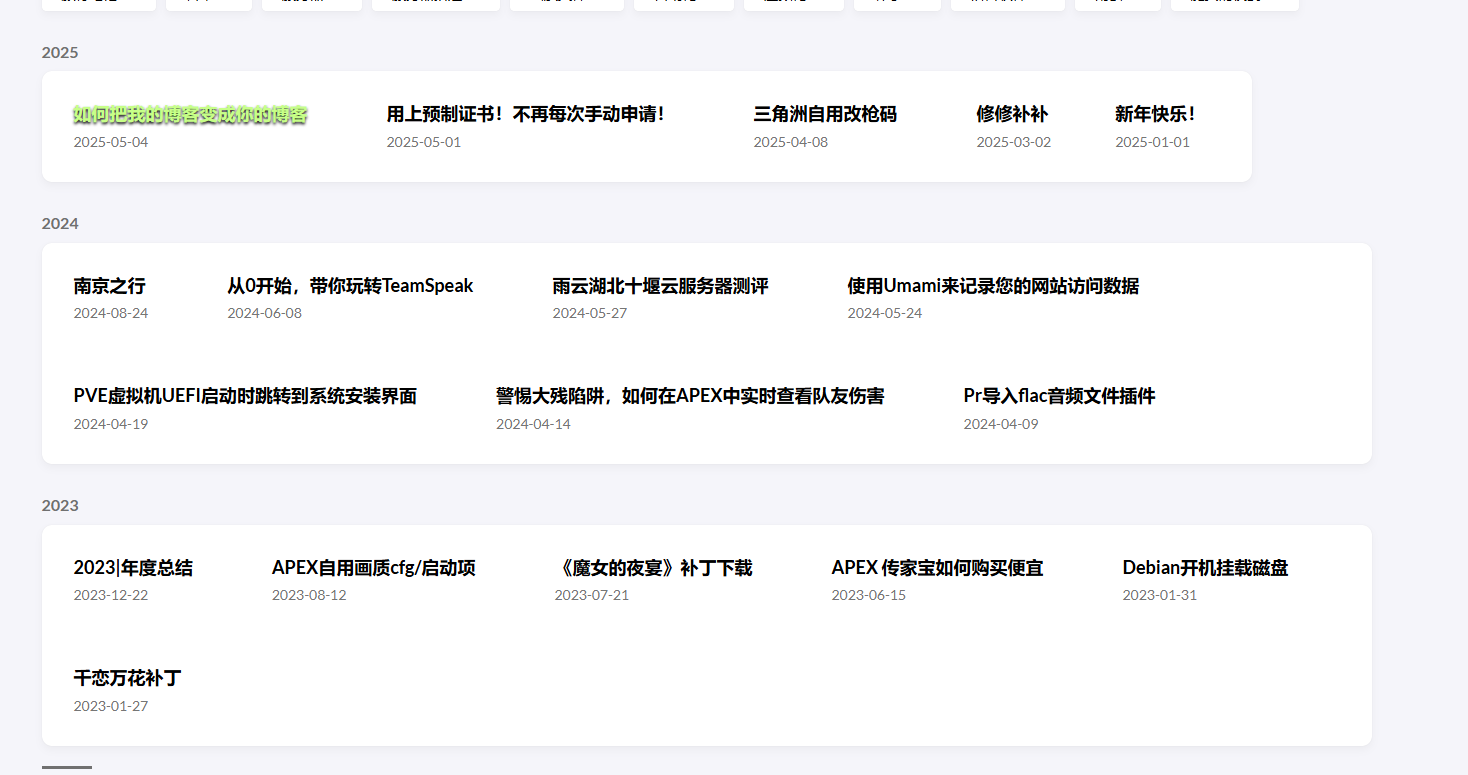 2025
如何把我的博客变成你的博客
2025-05-04
用上预制证书！不再每次手动申请！
2025-05-01
三角洲自用改枪码
2025-04-08
修修补补
2025-03-02
新年快乐！
2025-01-01
2024
南京之行
2024-08-24
从0开始，带你玩转TeamSpeak
2024-06-08
雨云湖北十堰云服务器测评
2024-05-27
使用Umami来记录您的网站访问数据
2024-05-24
PVE虚拟机UEFI启动时跳转到系统安装界面
2024-04-19
警惕大残陷阱，如何在APEX中实时查看队友伤害
2024-04-14
Pr导入flac音频文件插件
2024-04-09
2023
2023|年度总结
2023-12-22
APEX自用画质cfg/启动项
2023-08-12
《魔女的夜宴》补丁下载
2023-07-21
APEX 传家宝如何购买便宜
2023-06-15
Debian开机挂载磁盘
2023-01-31
千恋万花补丁
2023-01-27